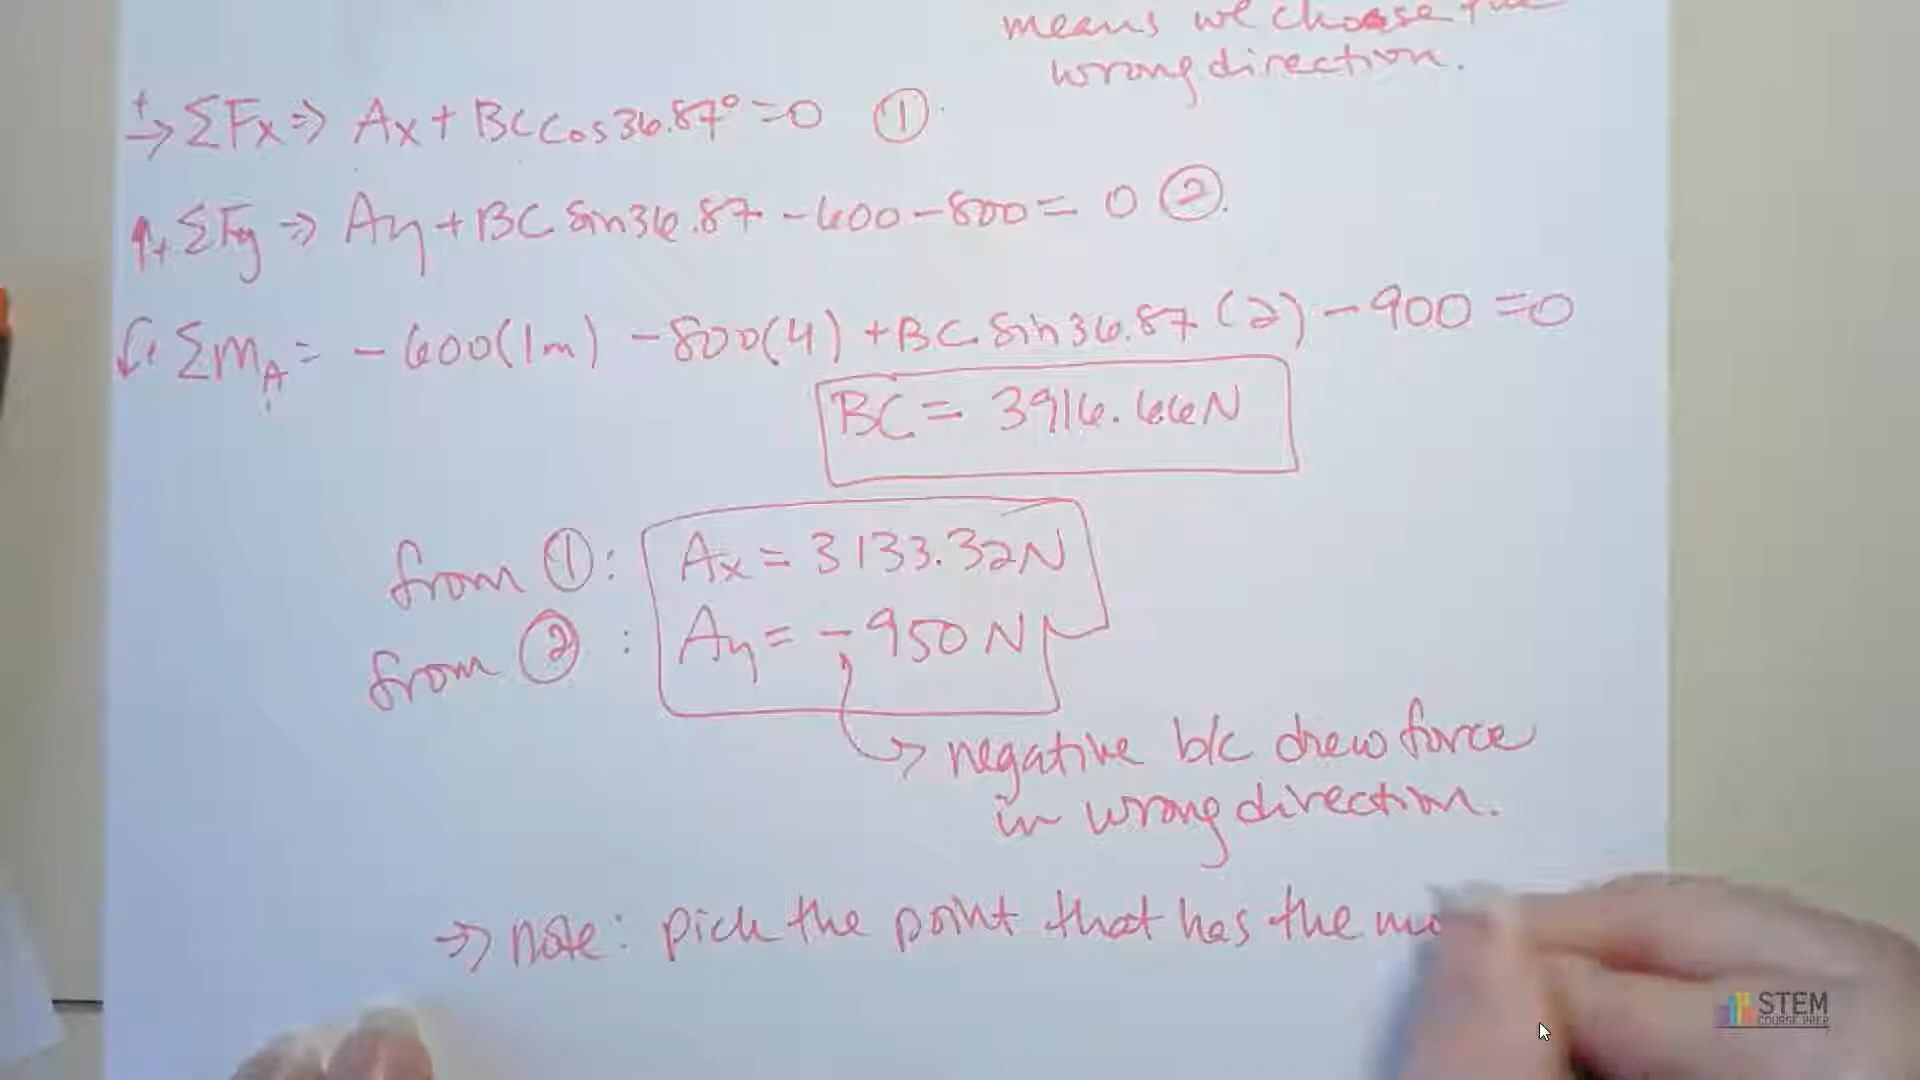 means we choose the
wrong direction.
+→ ΣFx ⇒ Ax + BC cos 36.87° = 0 ①
↑+ ΣFy ⇒ Ay + BC sin 36.87 - 600 - 800 = 0 ②
ΣMA = - 600(1m) - 800(4) + BC sin 36.87 (2) - 900 = 0
BC = 3916.66N
from ①: Ax = 3133.32N
from ② : Ay = - 950 N
→ negative b/c drew force
in wrong direction.
⇒ note: pick the point that has the mo
STEM
COURSE PREP